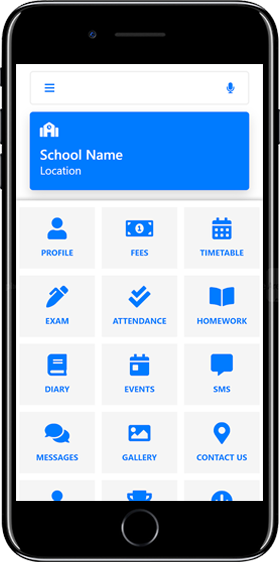 School Name
Location
PROFILE
FEES
TIMETABLE
EXAM
ATTENDANCE
HOMEWORK
DIARY
EVENTS
SMS
MESSAGES
GALLERY
CONTACT US